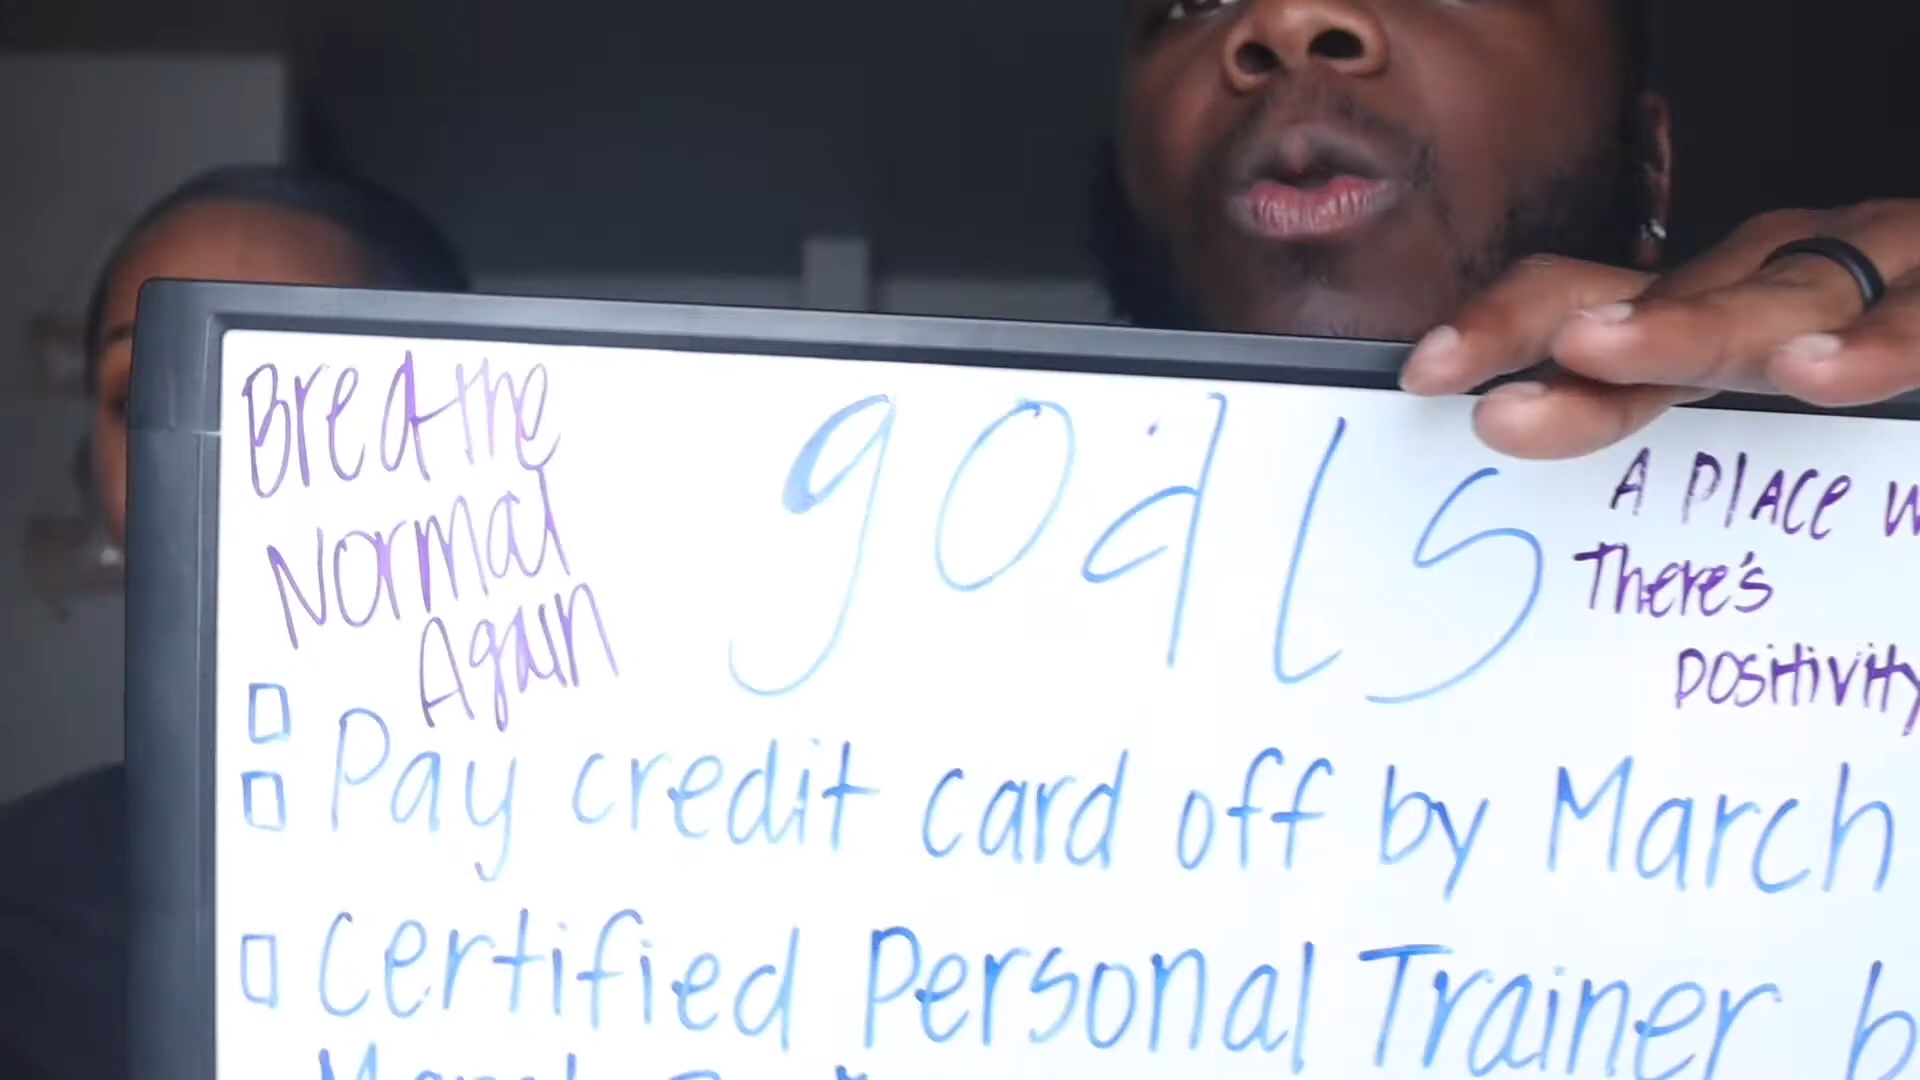 Breathe
Normal
Again
goals
A PlAce
There's
positivity
Pay credit card off by March
Certified Personal Trainer